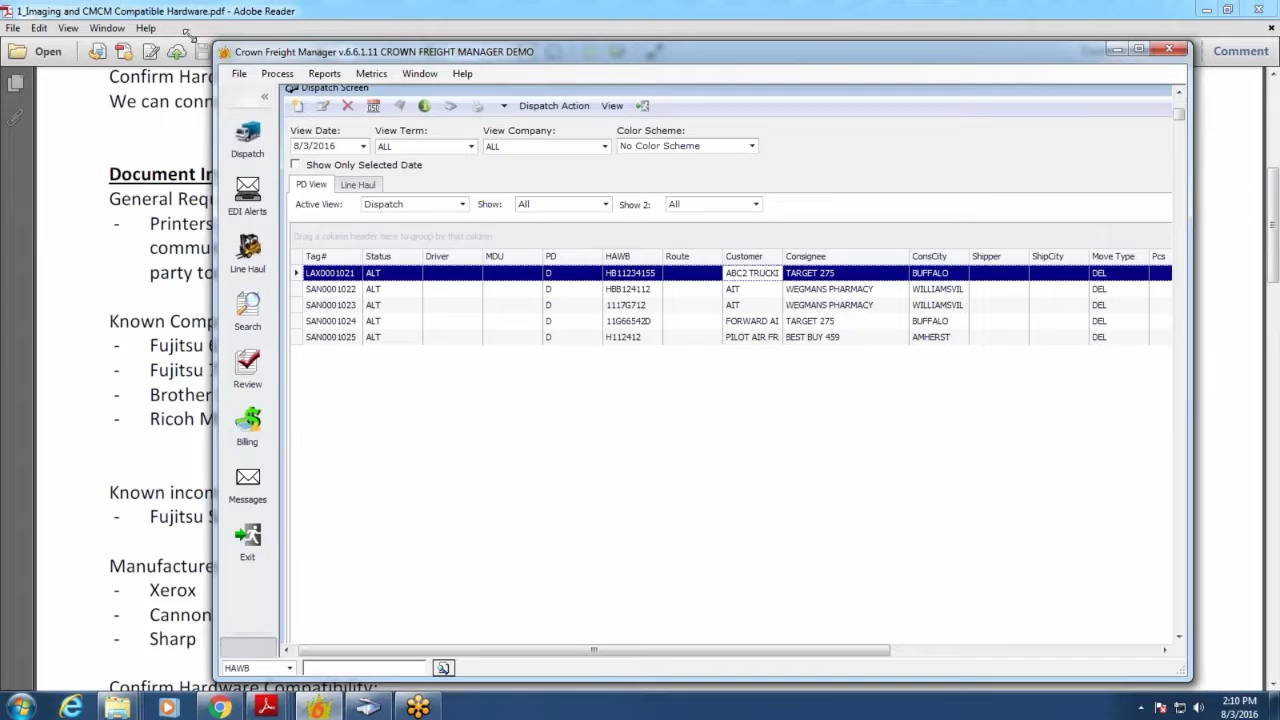 1_Imaging and CMCM Compatible Hardware.pdf - Adobe Reader
File Edit View Window Help
Open
Comment
Confirm Har
We can conn
Document In
General Requ
- Printers
commu
party to
Known Comp
- Fujitsu
- Fujitsu
- Brother
- Ricoh M
Known incon
- Fujitsu S
Manufacture
- Xerox
- Cannon
- Sharp
Confirm Hardware Compatibility:
Crown Freight Manager v.6.6.1.11 CROWN FREIGHT MANAGER DEMO
File Process Reports Metrics Window Help
Dispatch Screen
Dispatch Action View
View Date: View Term: View Company: Color Scheme:
8/3/2016 ALL ALL No Color Scheme
Show Only Selected Date
PD View Line Haul
Active View: Dispatch Show: All Show 2: All
Drag a column header here to group by that column
Tag# Status Driver MDU PD HAWB Route Customer Consignee ConsCity Shipper ShipCity Move Type Pcs
LAX0001021 ALT D HB11234155 ABC2 TRUCKI TARGET 275 BUFFALO DEL
SAN0001022 ALT D HBB124112 AIT WEGMANS PHARMACY WILLIAMSVIL DEL
SAN0001023 ALT D 1117G712 AIT WEGMANS PHARMACY WILLIAMSVIL DEL
SAN0001024 ALT D 11G66542D FORWARD AI TARGET 275 BUFFALO DEL
SAN0001025 ALT D H112412 PILOT AIR FR BEST BUY 459 AMHERST DEL
Dispatch
EDI Alerts
Line Haul
Search
Review
Billing
Messages
Exit
HAWB
2:10 PM
8/3/2016